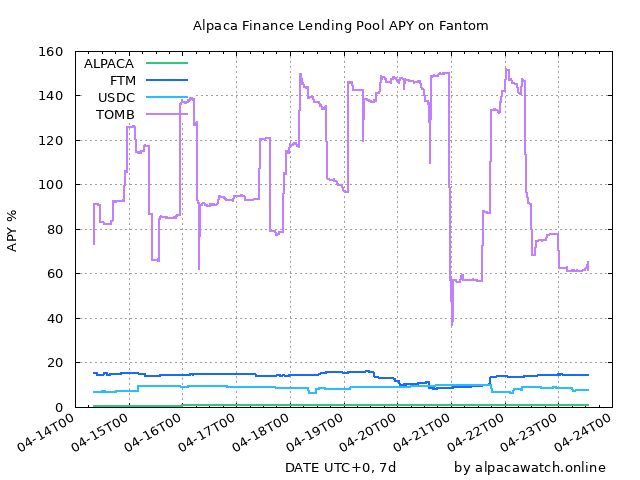 Alpaca Finance Lending Pool APY on Fantom
APY %
160
140
120
100
80
60
40
20
0
ALPACA
FTM
USDC
TOMB
04-14T00
04-15T00
04-16T00
04-17T00
04-18T00
04-19T00
04-20T00
04-21T00
04-22T00
04-23T00
04-24T00
DATE UTC+0, 7d
by alpacawatch.online